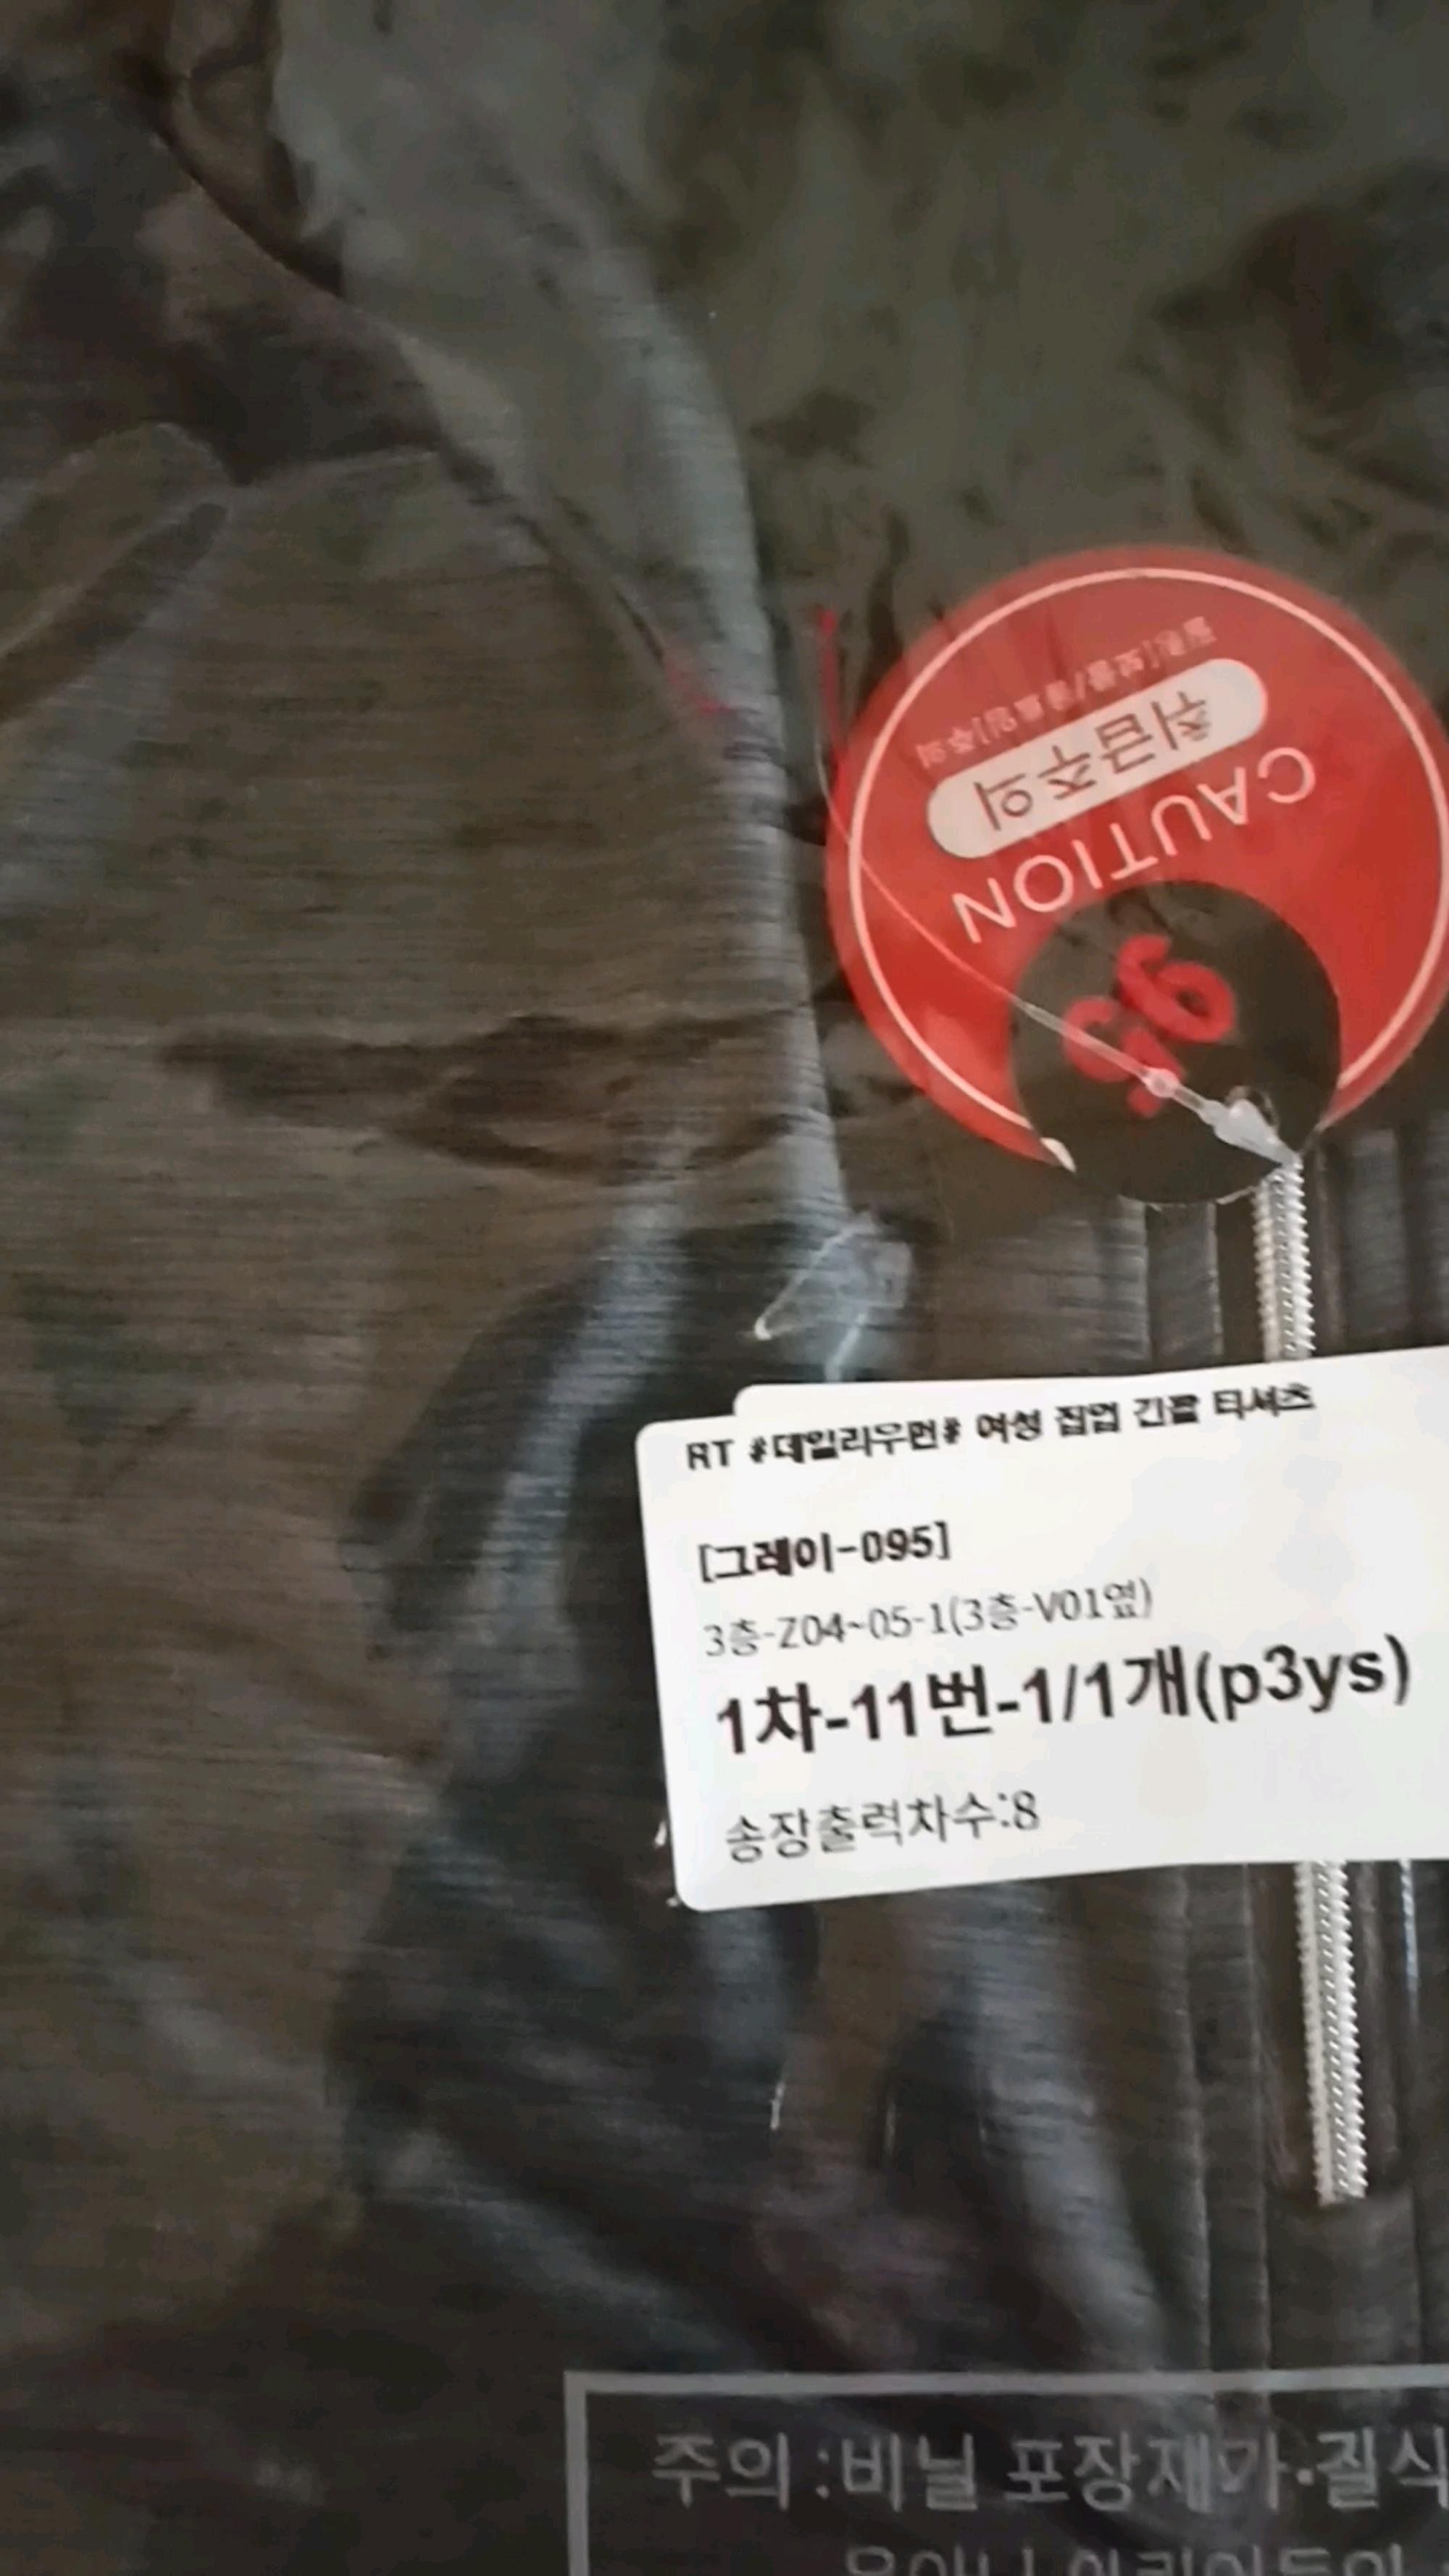 취급주의
CAUTION
95
RT #데일리우먼# 여성 집업 긴팔 티셔츠
[그레이-095]
3층-Z04~05-1(3층-V01옆)
1차-11번-1/1개(p3ys)
송장출력차수:8
주의:비닐 포장재가·질식